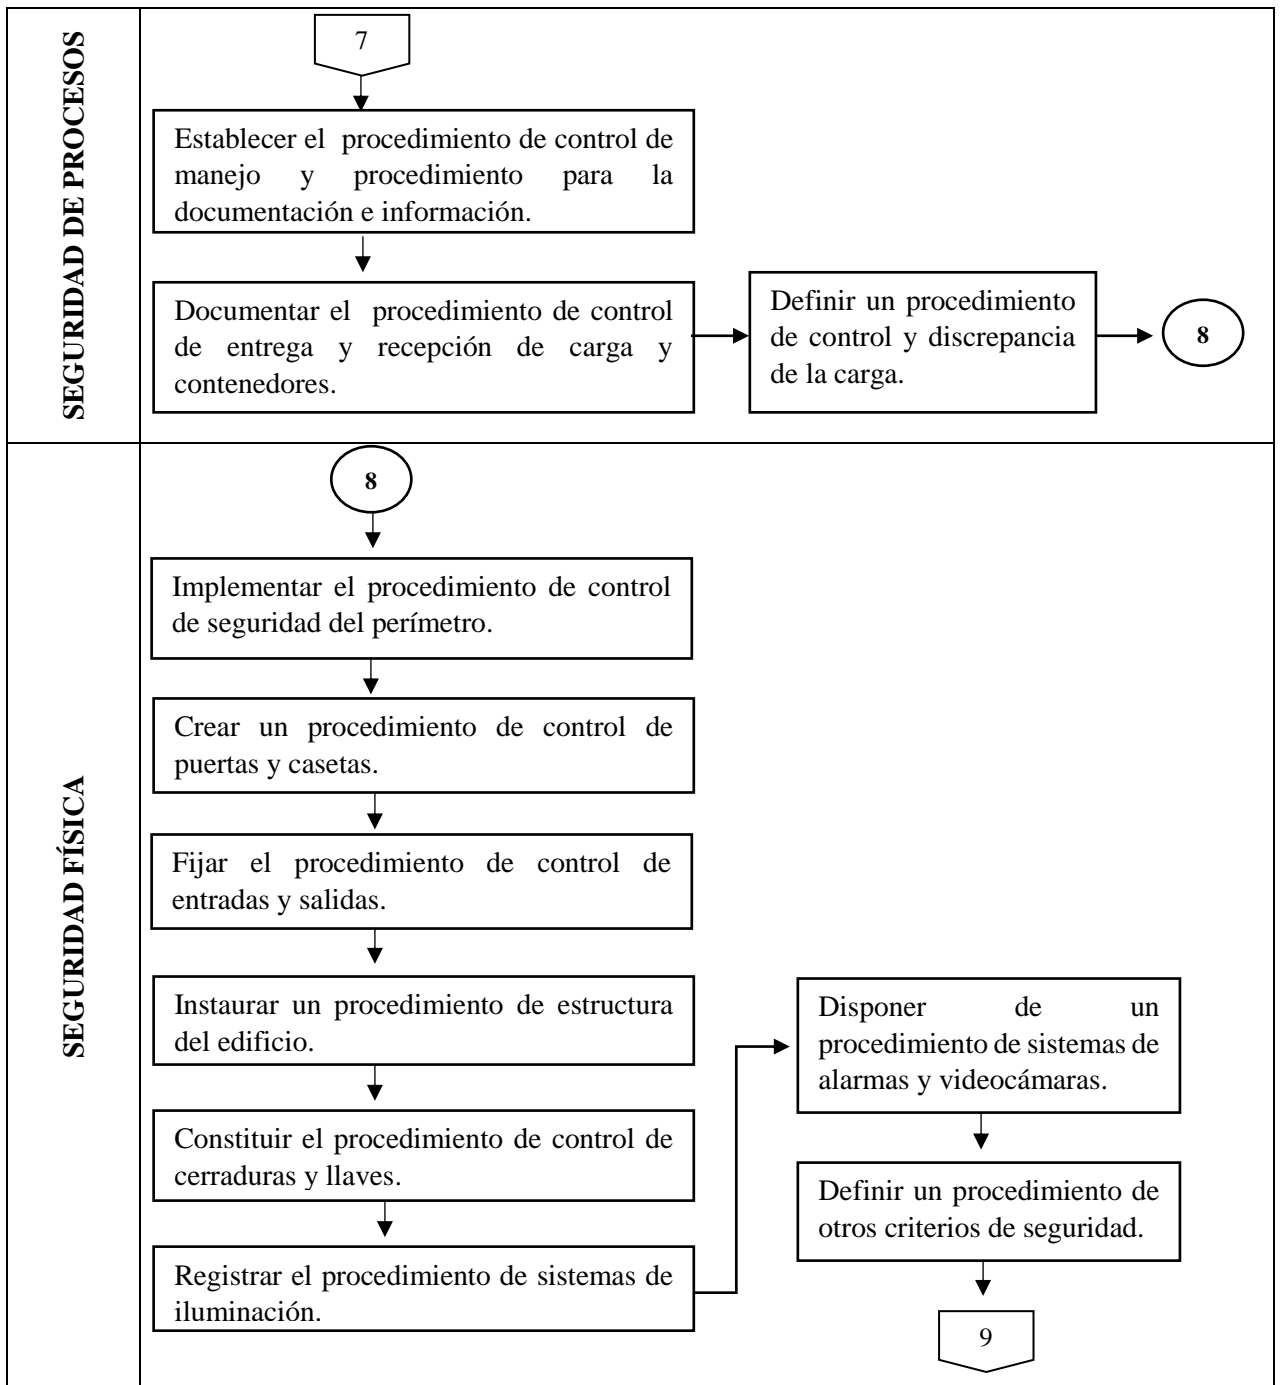 SEGURIDAD DE PROCESOS
7
Establecer el procedimiento de control de
manejo y procedimiento para la
documentación e información.
Documentar el procedimiento de control
de entrega y recepción de carga y
contenedores.
Definir un procedimiento
de control y discrepancia
de la carga.
8
SEGURIDAD FÍSICA
8
Implementar el procedimiento de control
de seguridad del perímetro.
Crear un procedimiento de control de
puertas y casetas.
Fijar el procedimiento de control de
entradas y salidas.
Instaurar un procedimiento de estructura
del edificio.
Constituir el procedimiento de control de
cerraduras y llaves.
Registrar el procedimiento de sistemas de
iluminación.
Disponer de un
procedimiento de sistemas de
alarmas y videocámaras.
Definir un procedimiento de
otros criterios de seguridad.
9